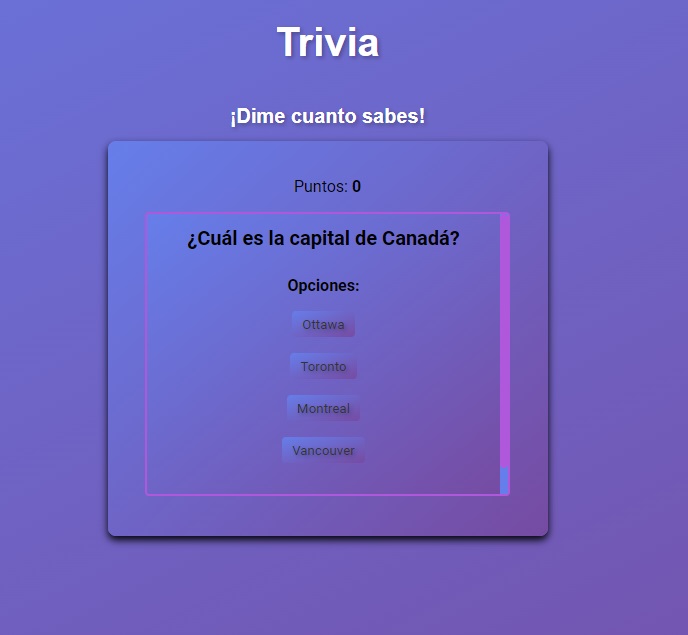 Trivia
¡Dime cuanto sabes!
Puntos: 0
¿Cuál es la capital de Canadá?
Opciones:
Ottawa
Toronto
Montreal
Vancouver